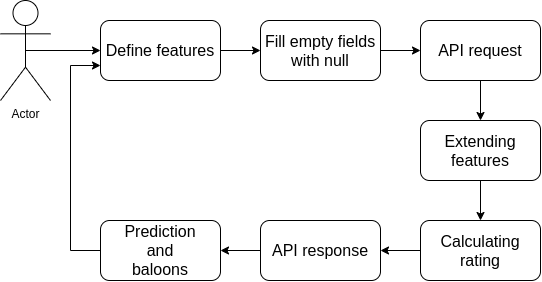 Define features
Fill empty fields
with null
API request
Actor
Extending
features
Prediction
and
baloons
API response
Calculating
rating